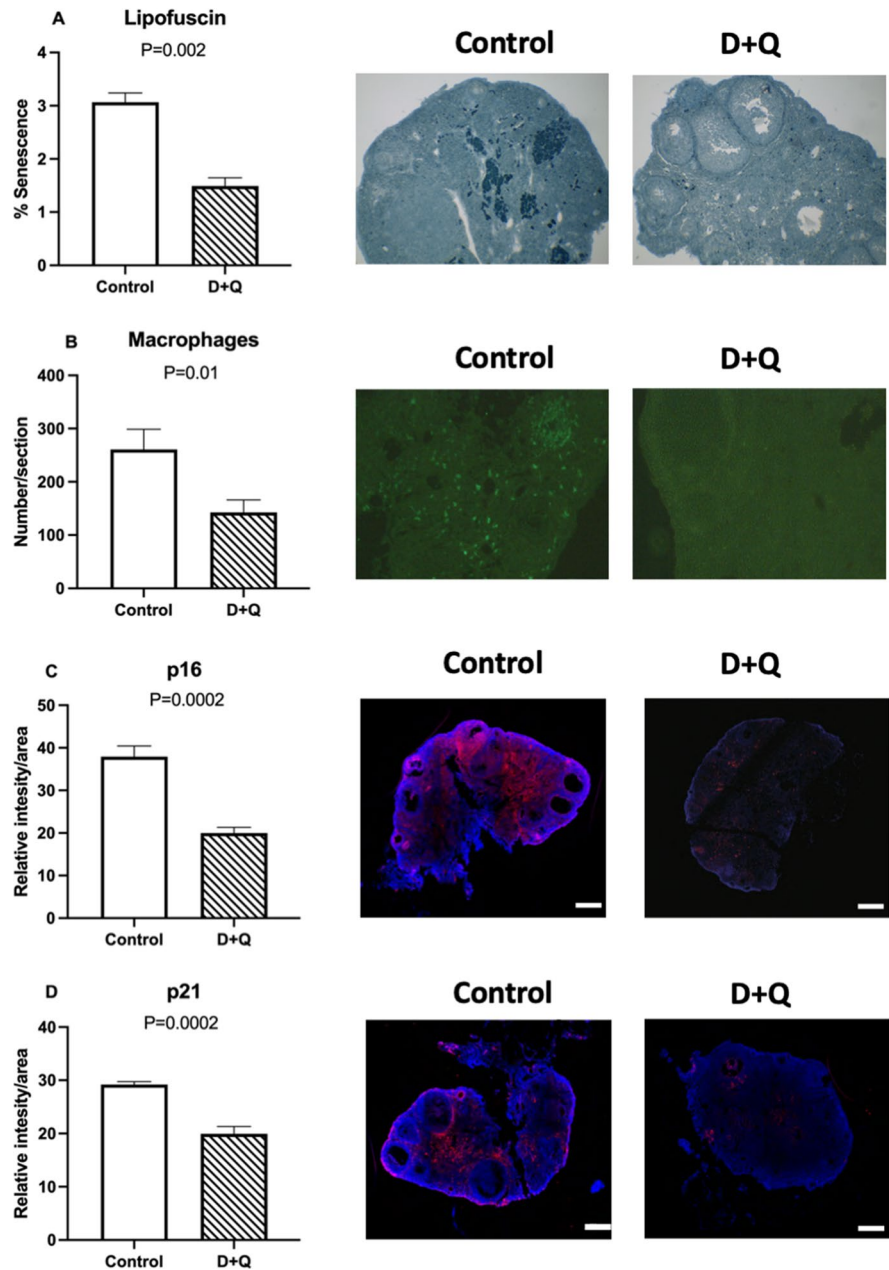 A Lipofuscin
P=0.002
% Senescence
4
3
2
1
0
Control D+Q
Control D+Q
B Macrophages
P=0.01
Number/section
400
300
200
100
0
Control D+Q
Control D+Q
C p16
P=0.0002
Relative intesity/area
50
40
30
20
10
0
Control D+Q
Control D+Q
D p21
P=0.0002
Relative intesity/area
40
30
20
10
0
Control D+Q
Control D+Q